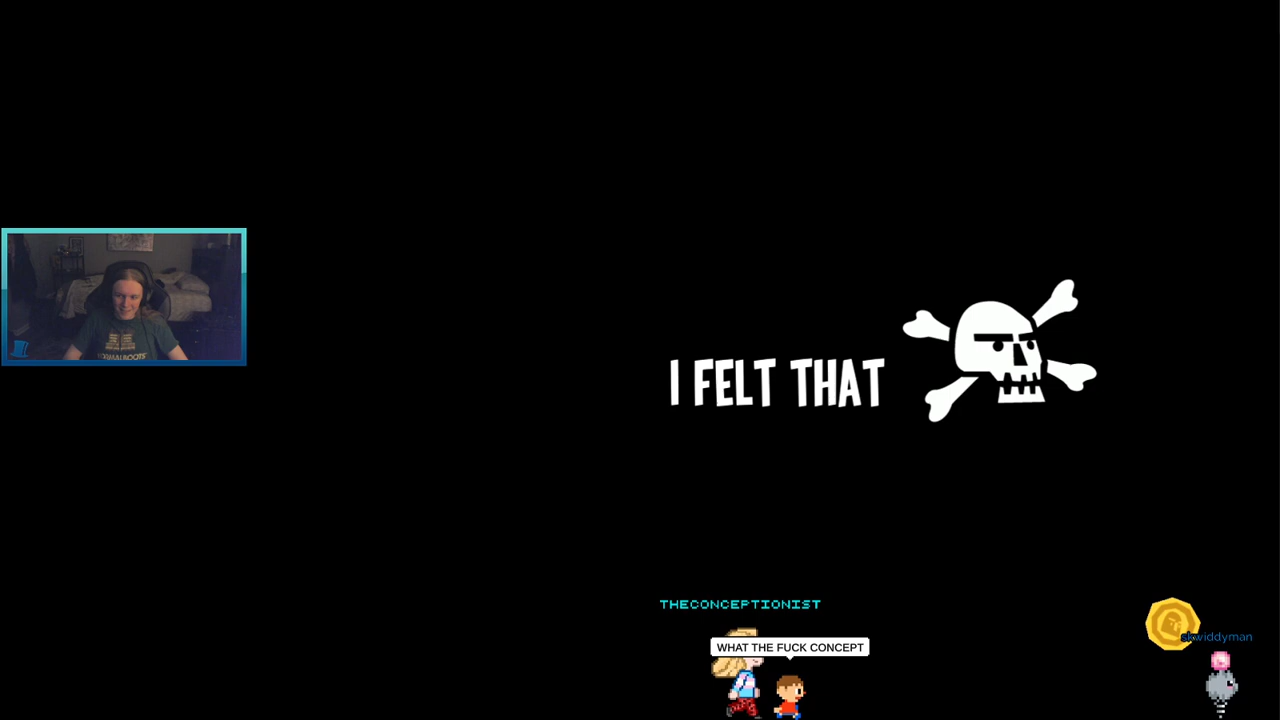 I FELT THAT
THECONCEPTIONIST
WHAT THE FUCK CONCEPT
skwiddyman